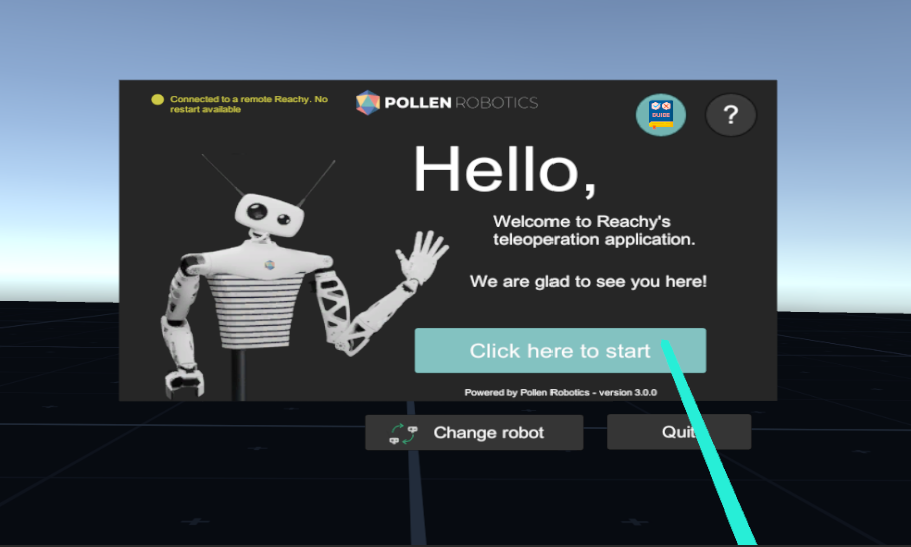 Connected to a remote Reachy. No
restart available
POLLEN ROBOTICS
GUIDE
?
Hello,
Welcome to Reachy's
teleoperation application.
We are glad to see you here!
Click here to start
Powered by Pollen Robotics - version 3.0.0
Change robot
Quit